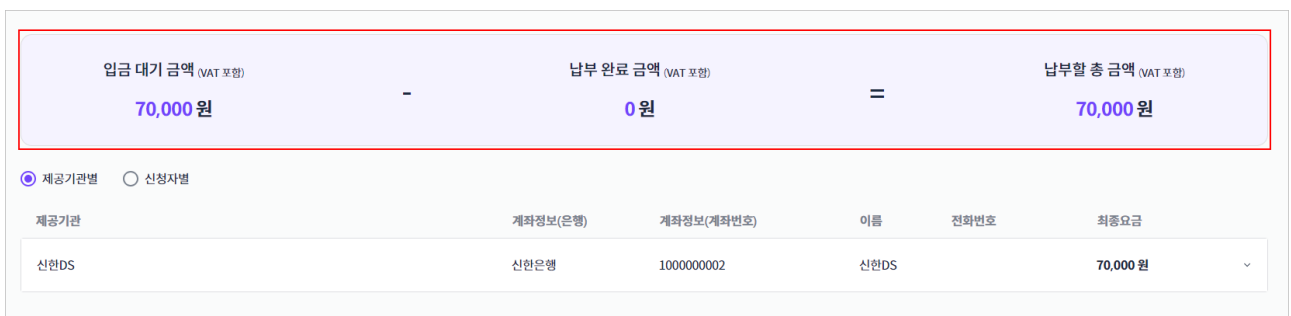 입금 대기 금액 (VAT 포함) 납부 완료 금액 (VAT 포함) 납부할 총 금액 (VAT 포함)
70,000 원 - 0 원 = 70,000 원
제공기관별 신청자별
제공기관 계좌정보(은행) 계좌정보(계좌번호) 이름 전화번호 최종요금
신한DS 신한은행 1000000002 신한DS 70,000 원